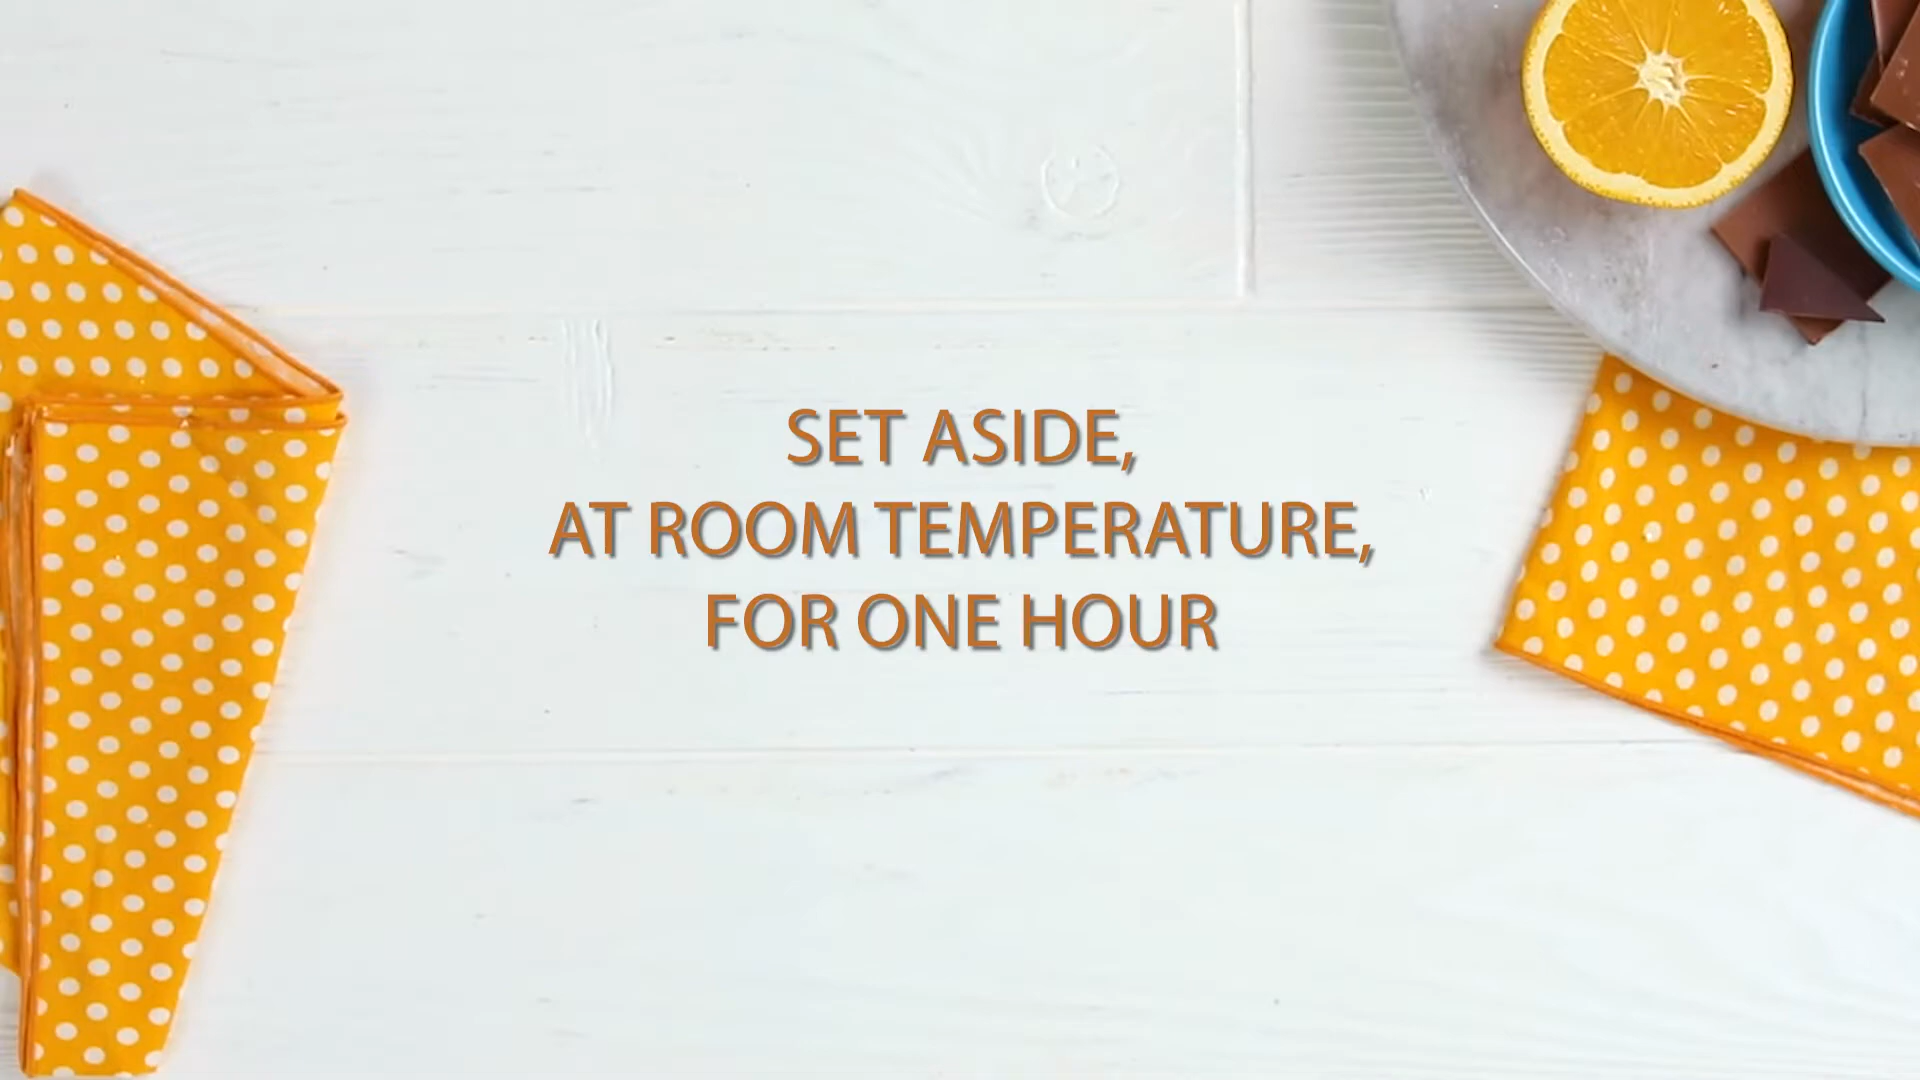 SET ASIDE,
AT ROOM TEMPERATURE,
FOR ONE HOUR